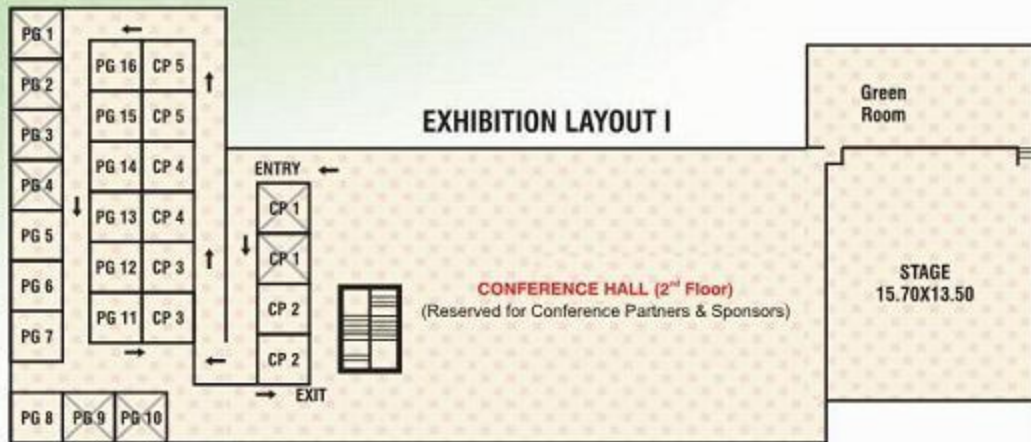 EXHIBITION LAYOUT I
PG 1
PG 2
PG 3
PG 4
PG 5
PG 6
PG 7
PG 8 PG 9 PG 10
PG 16 CP 5
PG 15 CP 5
PG 14 CP 4
PG 13 CP 4
PG 12 CP 3
PG 11 CP 3
ENTRY
CP 1
CP 1
CP 2
CP 2
EXIT
CONFERENCE HALL (2nd Floor)
(Reserved for Conference Partners & Sponsors)
Green
Room
STAGE
15.70X13.50